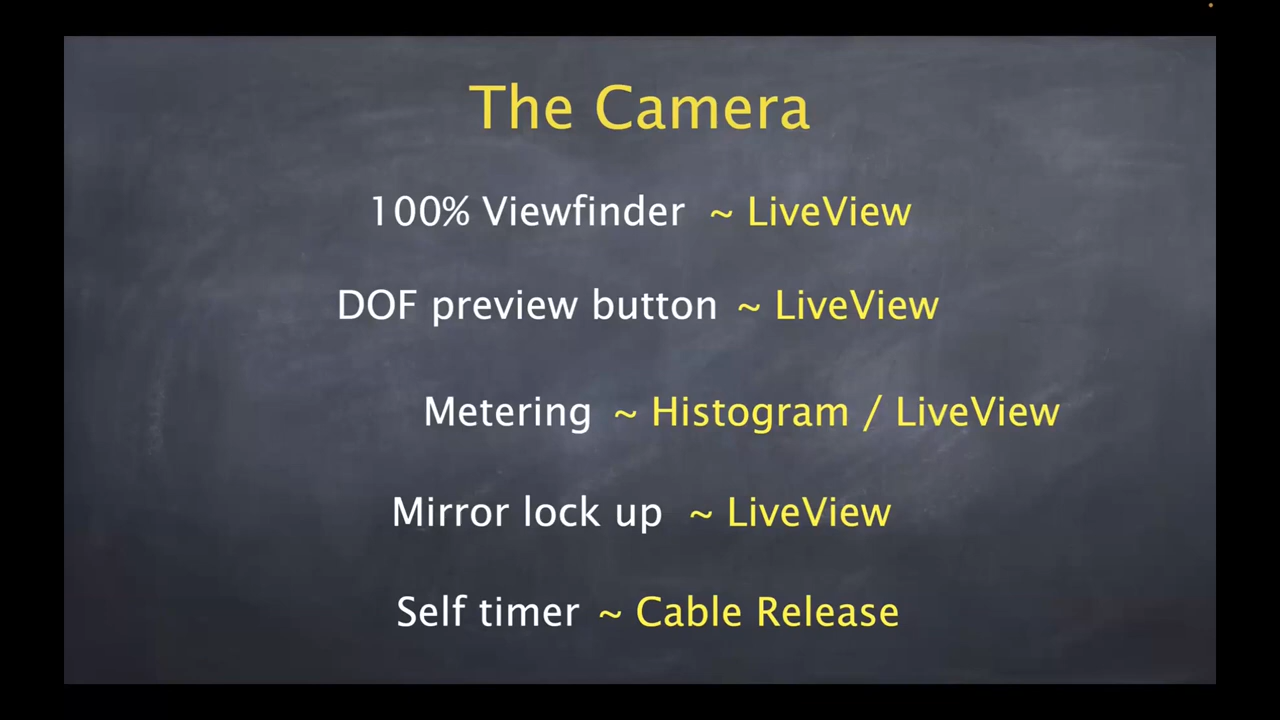 The Camera
100% Viewfinder ~ LiveView
DOF preview button ~ LiveView
Metering ~ Histogram / LiveView
Mirror lock up ~ LiveView
Self timer ~ Cable Release